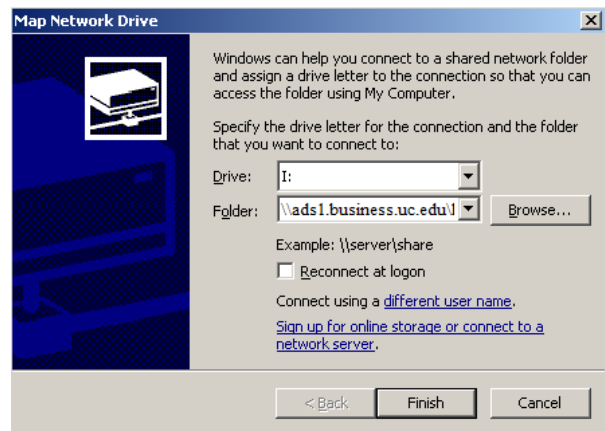 Map Network Drive
Windows can help you connect to a shared network folder
and assign a drive letter to the connection so that you can
access the folder using My Computer.
Specify the drive letter for the connection and the folder
that you want to connect to:
Drive: I:
Folder: \\ads1.business.uc.edu\ Browse...
Example: \\server\share
Reconnect at logon
Connect using a different user name.
Sign up for online storage or connect to a
network server.
< Back Finish Cancel